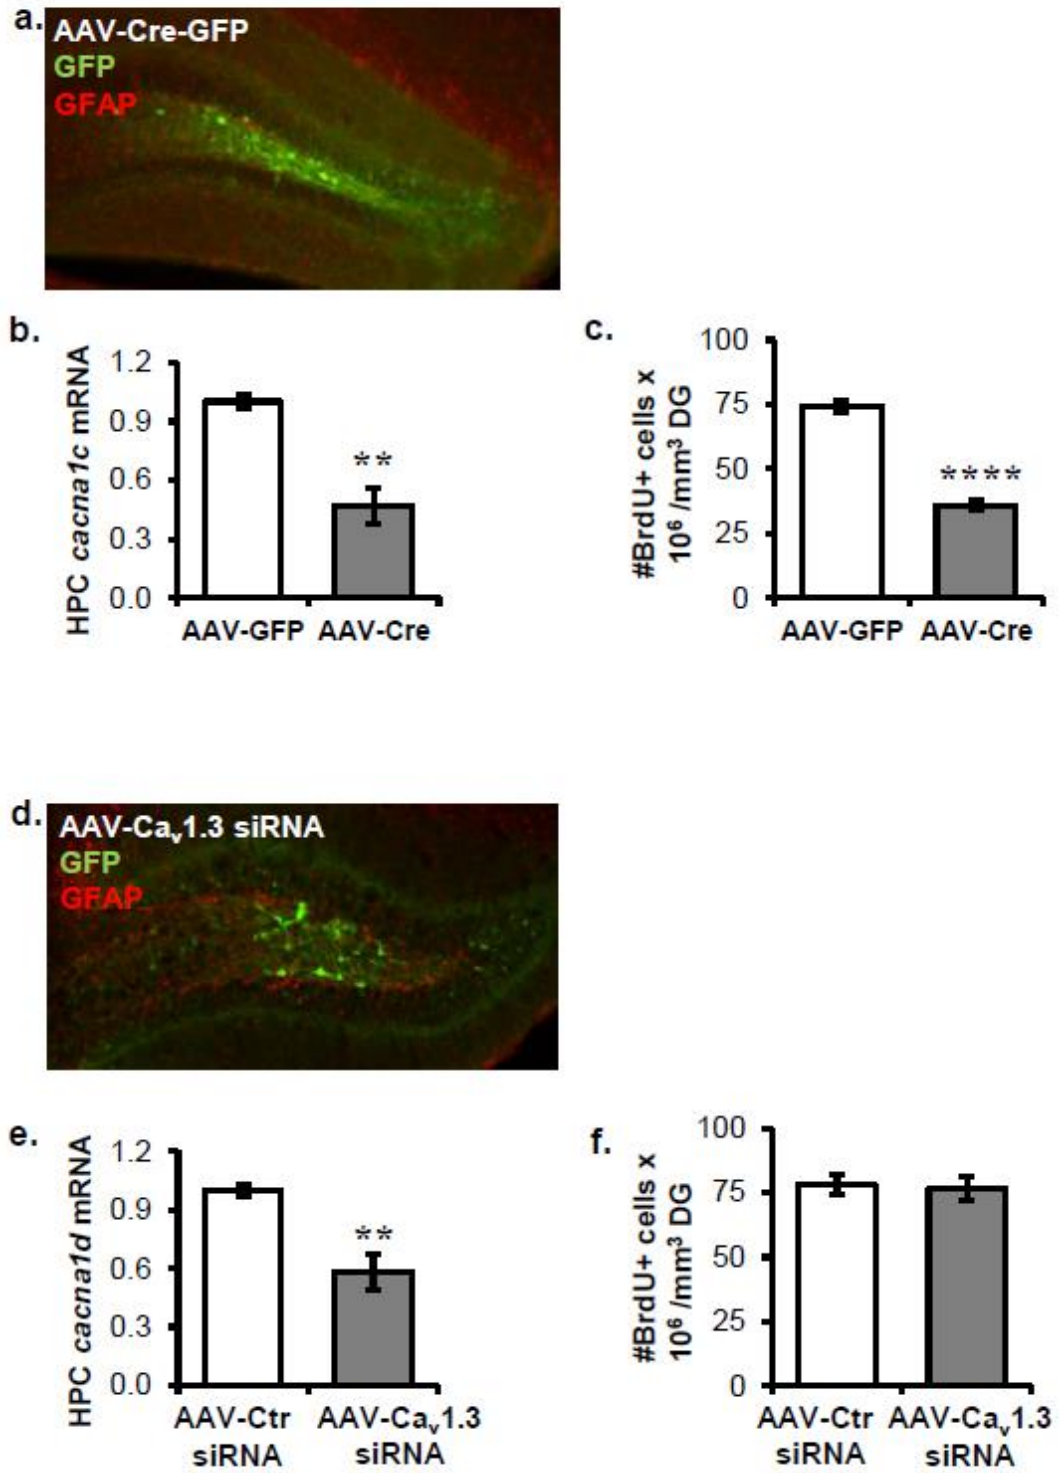 a.
AAV-Cre-GFP
GFP
GFAP
b.
HPC cacna1c mRNA
1.2
0.9
0.6
0.3
0.0
**
AAV-GFP AAV-Cre
c.
#BrdU+ cells x
10⁶ /mm³ DG
100
75
50
25
0
****
AAV-GFP AAV-Cre
d.
AAV-Caᵥ1.3 siRNA
GFP
GFAP
e.
HPC cacna1d mRNA
1.2
0.9
0.6
0.3
0.0
**
AAV-Ctr AAV-Caᵥ1.3
siRNA siRNA
f.
#BrdU+ cells x
10⁶ /mm³ DG
100
75
50
25
0
AAV-Ctr AAV-Caᵥ1.3
siRNA siRNA